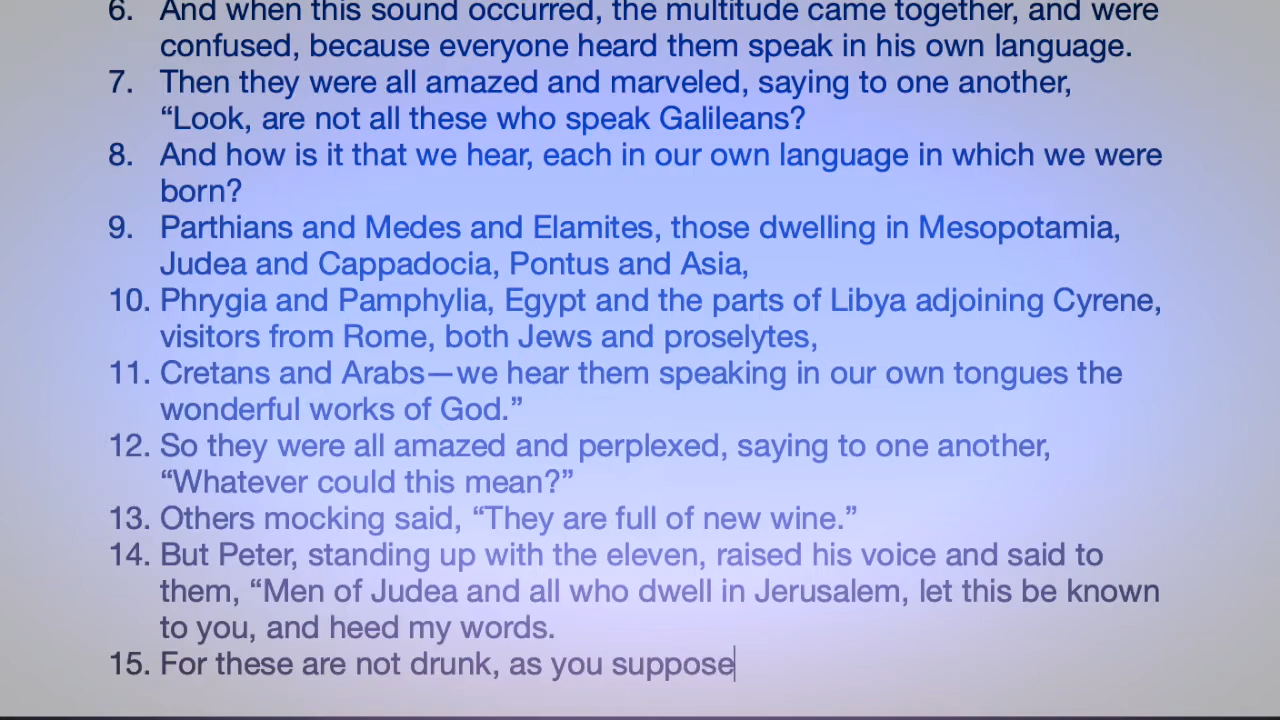 6. And when this sound occurred, the multitude came together, and were
confused, because everyone heard them speak in his own language.
7. Then they were all amazed and marveled, saying to one another,
“Look, are not all these who speak Galileans?
8. And how is it that we hear, each in our own language in which we were
born?
9. Parthians and Medes and Elamites, those dwelling in Mesopotamia,
Judea and Cappadocia, Pontus and Asia,
10. Phrygia and Pamphylia, Egypt and the parts of Libya adjoining Cyrene,
visitors from Rome, both Jews and proselytes,
11. Cretans and Arabs—we hear them speaking in our own tongues the
wonderful works of God.”
12. So they were all amazed and perplexed, saying to one another,
“Whatever could this mean?”
13. Others mocking said, “They are full of new wine.”
14. But Peter, standing up with the eleven, raised his voice and said to
them, “Men of Judea and all who dwell in Jerusalem, let this be known
to you, and heed my words.
15. For these are not drunk, as you suppose